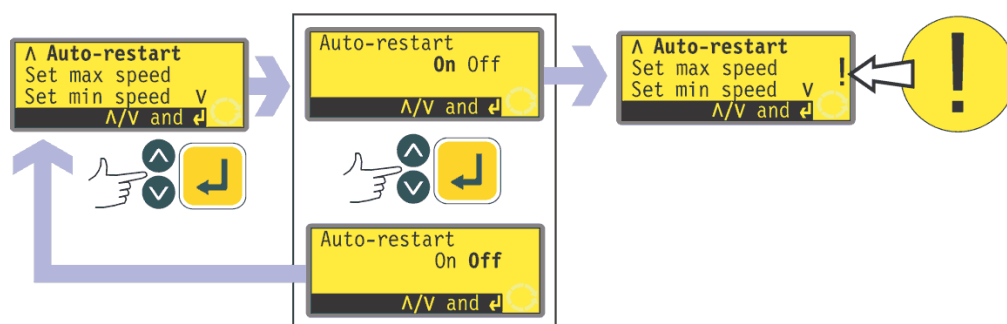 Λ Auto-restart
Set max speed
Set min speed V
Λ/V and ↵
Auto-restart
On Off
Λ/V and ↵
Auto-restart
On Off
Λ/V and ↵
Λ Auto-restart
Set max speed !
Set min speed V
Λ/V and ↵
!